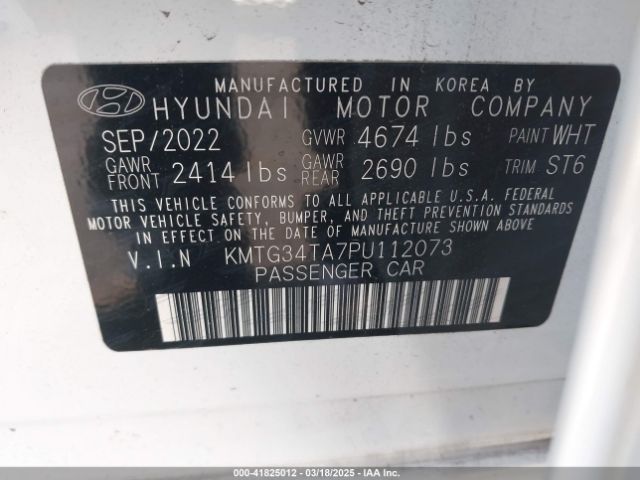 MANUFACTURED IN KOREA BY
HYUNDAI MOTOR COMPANY
SEP/2022 GVWR 4674 lbs PAINT WHT
GAWR FRONT 2414 lbs GAWR REAR 2690 lbs TRIM ST6
THIS VEHICLE CONFORMS TO ALL APPLICABLE U.S.A. FEDERAL
MOTOR VEHICLE SAFETY, BUMPER, AND THEFT PREVENTION STANDARDS
IN EFFECT ON THE DATE OF MANUFACTURE SHOWN ABOVE.
V.I.N KMTG34TA7PU112073
PASSENGER CAR
000-41825012 - 03/18/2025 - IAA Inc. - Copyright